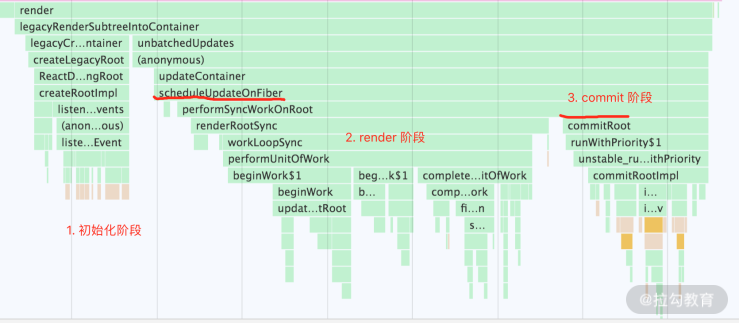 render
legacyRenderSubtreeIntoContainer
legacyCr…ntainer unbatchedUpdates
createLegacyRoot (anonymous)
ReactD…ngRoot updateContainer
createRootImpl scheduleUpdateOnFiber
3. commit 阶段
listen…vents performSyncWorkOnRoot
(anon…ous) renderRootSync commitRoot
2. render 阶段
liste…Event workLoopSync runWithPriority$1
performUnitOfWork unstable_ru…ithPriority
beginWork$1 beg…k$1 complete…itOfWork commitRootImpl
beginWork b… comp…ork i…
updat…tRoot fi…n i…v
s…
1. 初始化阶段
@拉勾教育